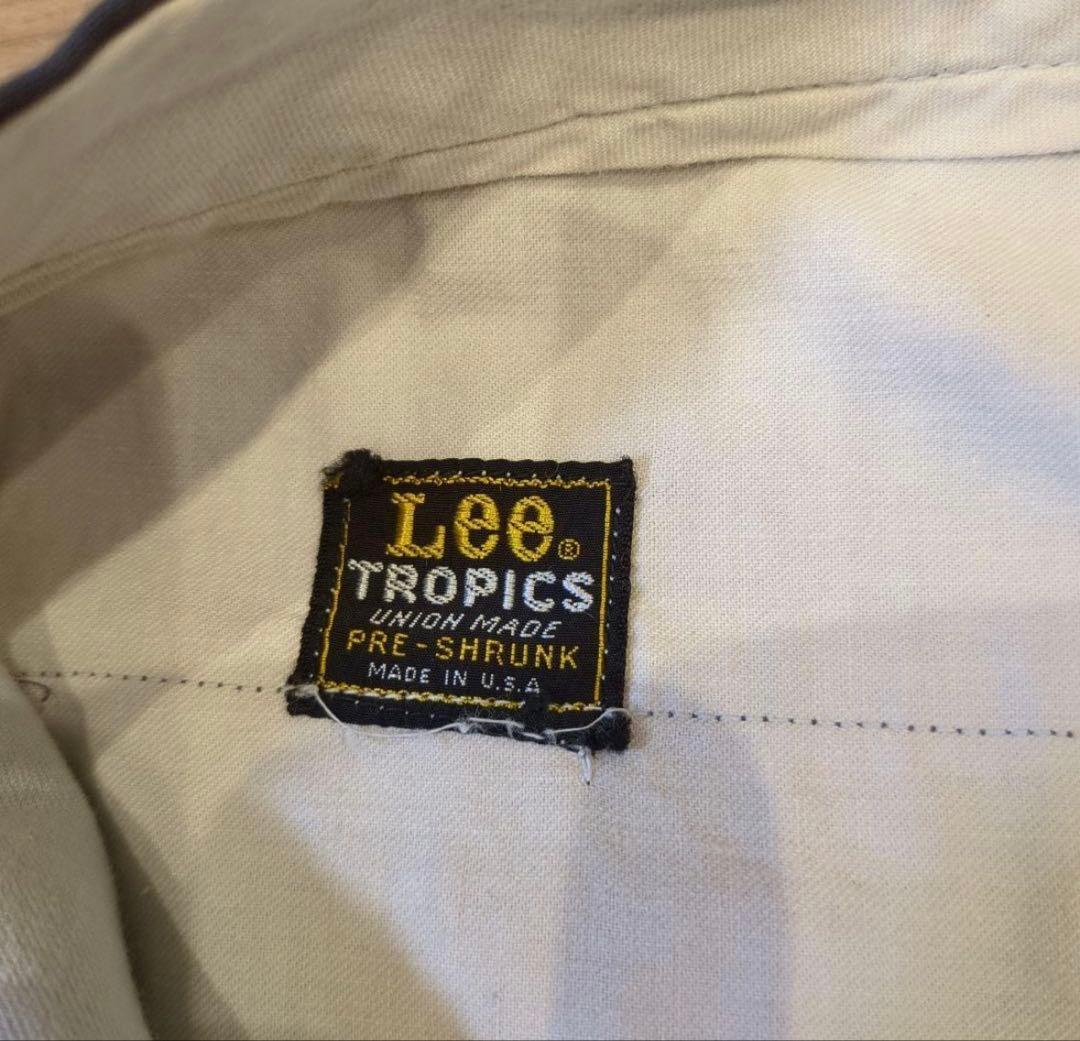 Lee®
TROPICS
UNION MADE
PRE-SHRUNK
MADE IN U.S.A